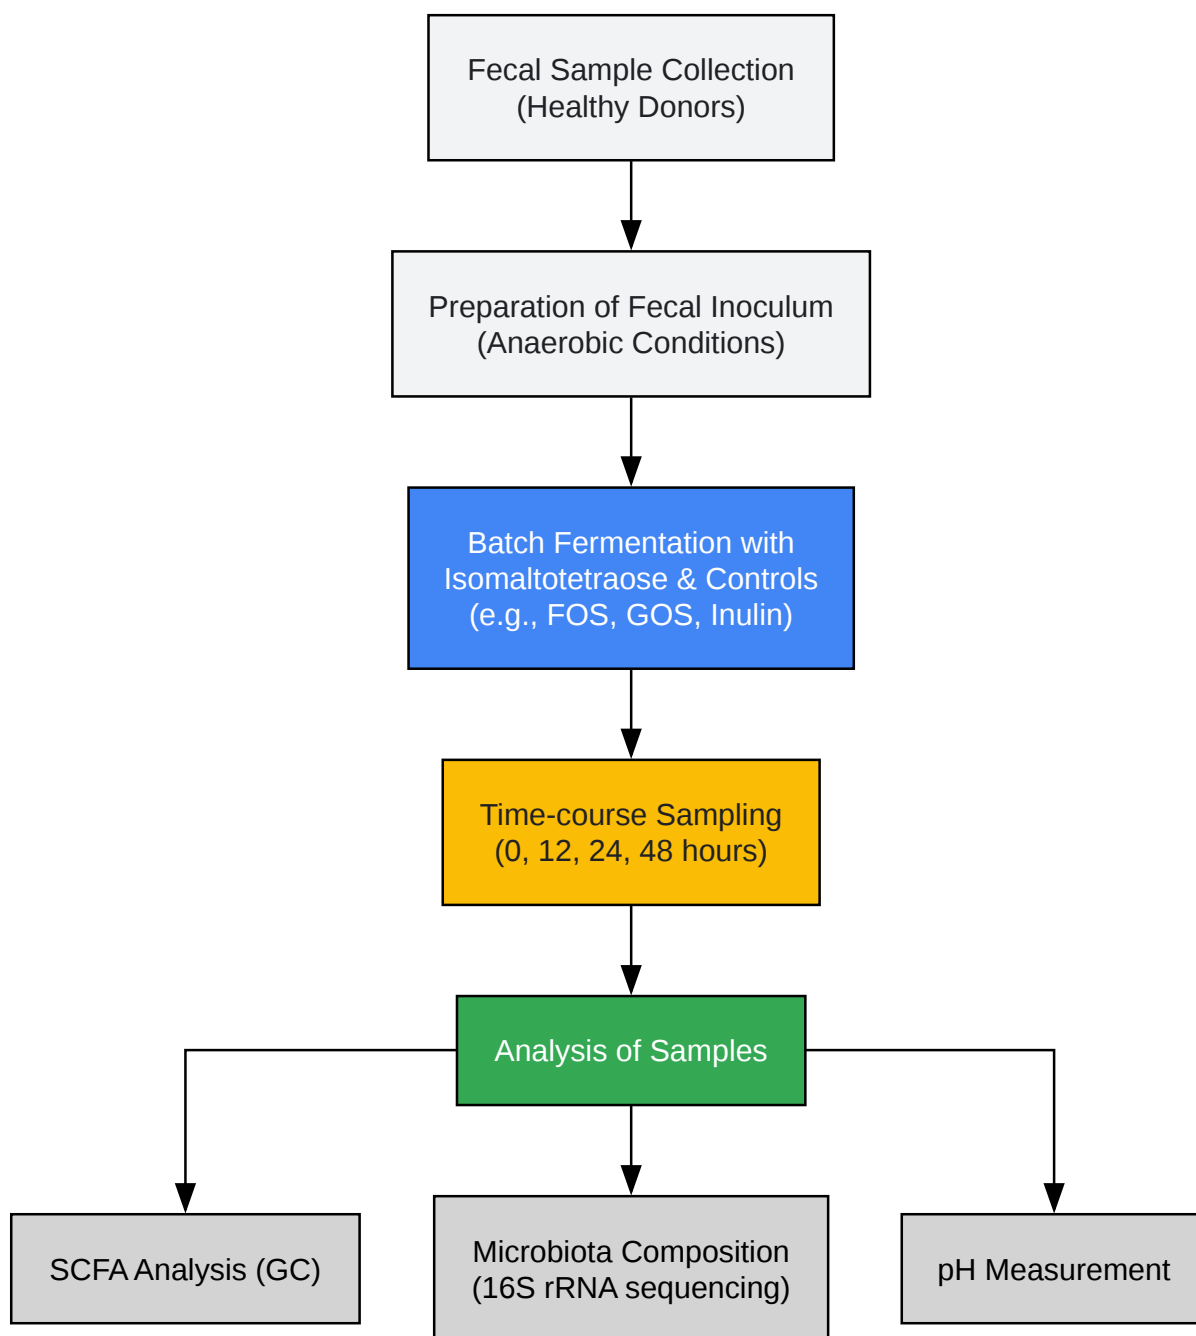 Fecal Sample Collection
(Healthy Donors)
Preparation of Fecal Inoculum
(Anaerobic Conditions)
Batch Fermentation with
Isomaltotetraose & Controls
(e.g., FOS, GOS, Inulin)
Time-course Sampling
(0, 12, 24, 48 hours)
Analysis of Samples
SCFA Analysis (GC)
Microbiota Composition
(16S rRNA sequencing)
pH Measurement